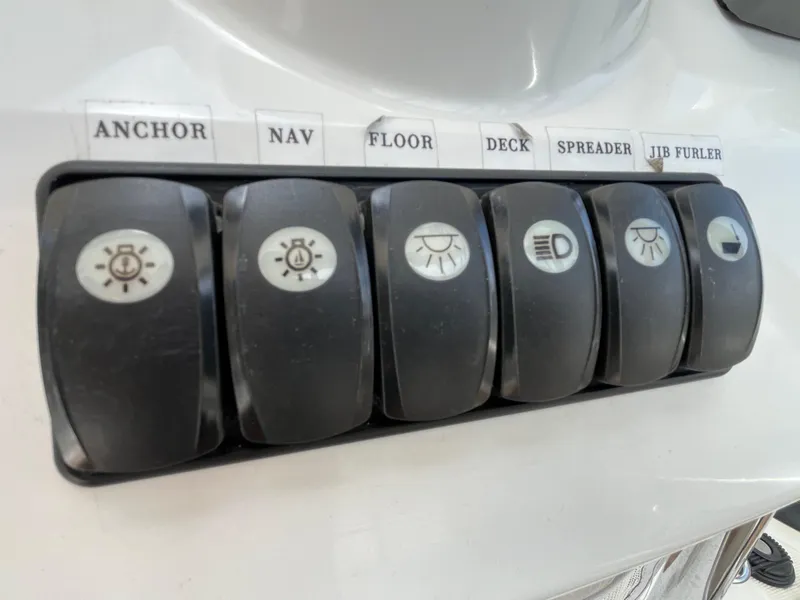 ANCHOR
NAV
FLOOR
DECK
SPREADER
JIB FURLER